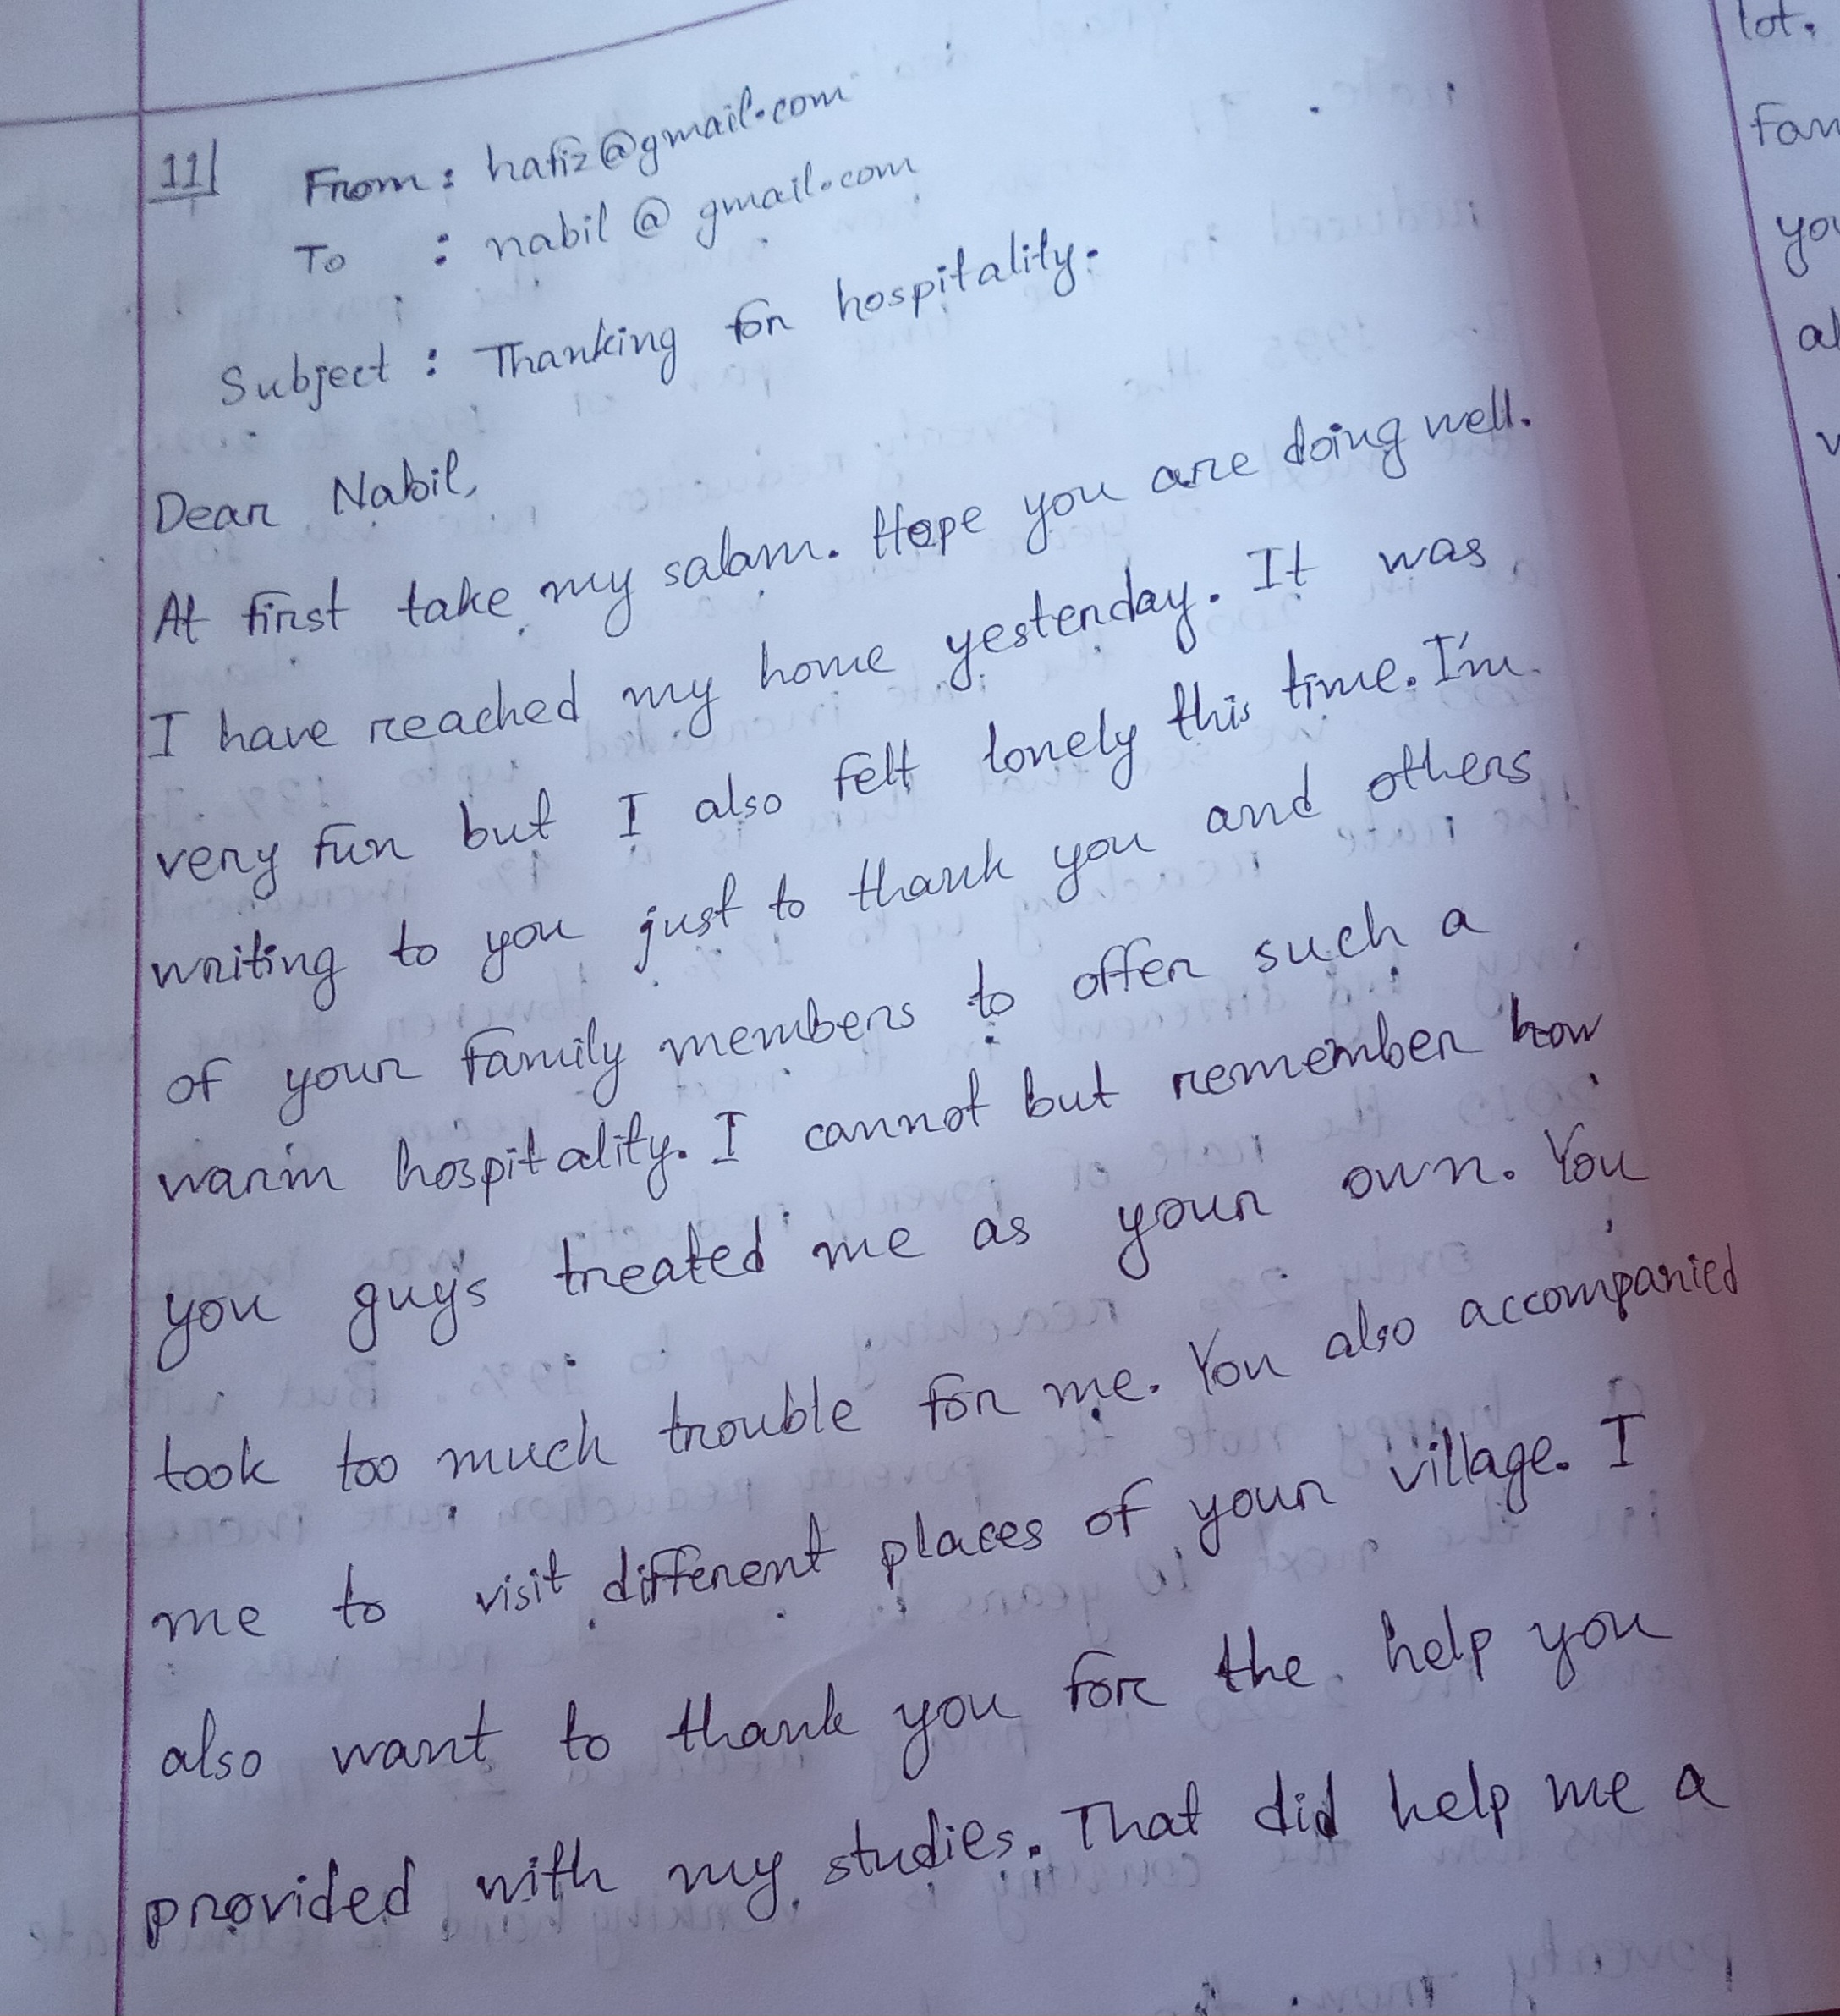 11/ From : hafiz@gmail.com
To : nabil @ gmail.com
Subject : Thanking for hospitality.
Dear Nabil,
At first take my salam. Hope you are doing well.
I have reached my home yesterday. It was
very fun but I also felt lonely this time. I'm
writing to you just to thank you and others
of your family members to offer such a
warm hospitality. I cannot but remember how
you guys treated me as your own. You
took too much trouble for me. You also accompanied
me to visit different places of your village. I
also want to thank you for the help you
provided with my studies. That did help me a
lot.